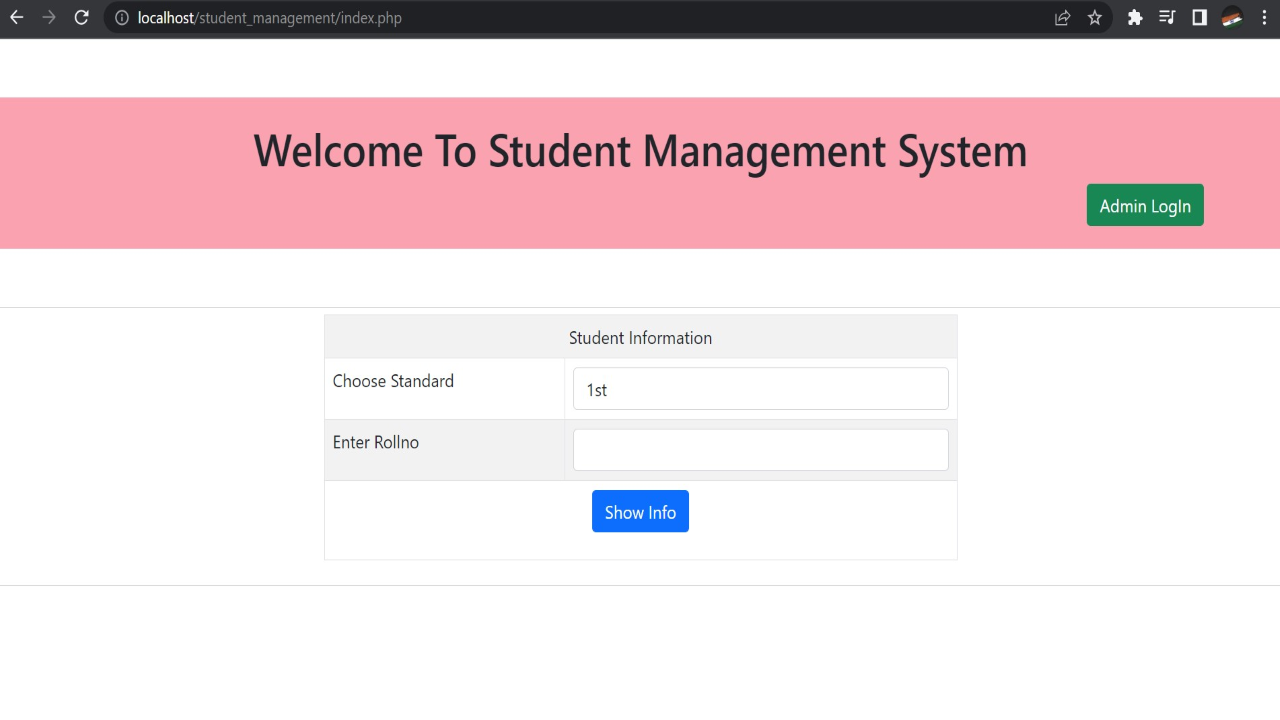 localhost/student_management/index.php
Welcome To Student Management System
Admin LogIn
Student Information
Choose Standard
1st
Enter Rollno
Show Info